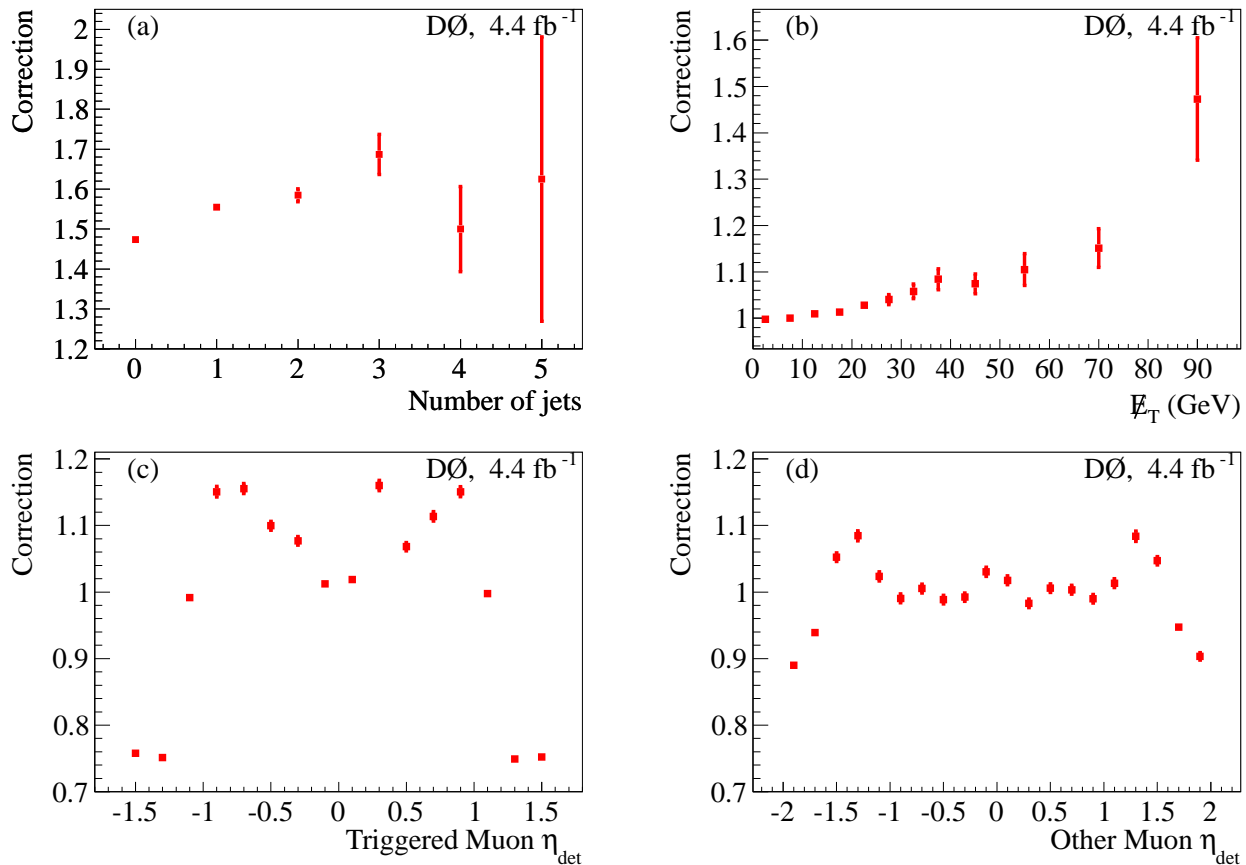 (a) DØ, 4.4 fb⁻¹
Correction
2
1.9
1.8
1.7
1.6
1.5
1.4
1.3
1.2
0 1 2 3 4 5
Number of jets
(b) DØ, 4.4 fb⁻¹
Correction
1.6
1.5
1.4
1.3
1.2
1.1
1
0 10 20 30 40 50 60 70 80 90
E̸_T (GeV)
(c) DØ, 4.4 fb⁻¹
Correction
1.2
1.1
1
0.9
0.8
0.7
-1.5 -1 -0.5 0 0.5 1 1.5
Triggered Muon η_det
(d) DØ, 4.4 fb⁻¹
Correction
1.2
1.1
1
0.9
0.8
0.7
-2 -1.5 -1 -0.5 0 0.5 1 1.5 2
Other Muon η_det